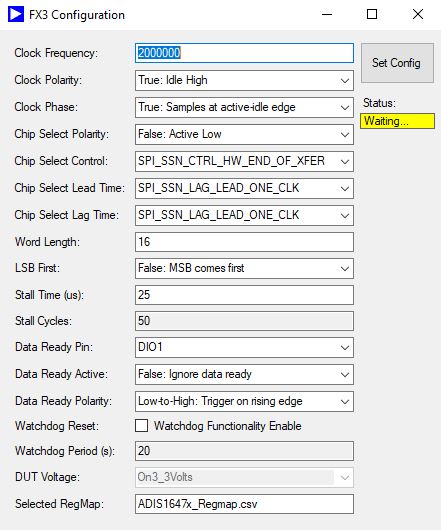 FX3 Configuration
Clock Frequency: 2000000
Set Config
Clock Polarity: True: Idle High
Clock Phase: True: Samples at active-idle edge
Status:
Waiting...
Chip Select Polarity: False: Active Low
Chip Select Control: SPI_SSN_CTRL_HW_END_OF_XFER
Chip Select Lead Time: SPI_SSN_LAG_LEAD_ONE_CLK
Chip Select Lag Time: SPI_SSN_LAG_LEAD_ONE_CLK
Word Length: 16
LSB First: False: MSB comes first
Stall Time (us): 25
Stall Cycles: 50
Data Ready Pin: DIO1
Data Ready Active: False: Ignore data ready
Data Ready Polarity: Low-to-High: Trigger on rising edge
Watchdog Reset: Watchdog Functionality Enable
Watchdog Period (s): 20
DUT Voltage: On3_3Volts
Selected RegMap: ADIS1647x_Regmap.csv